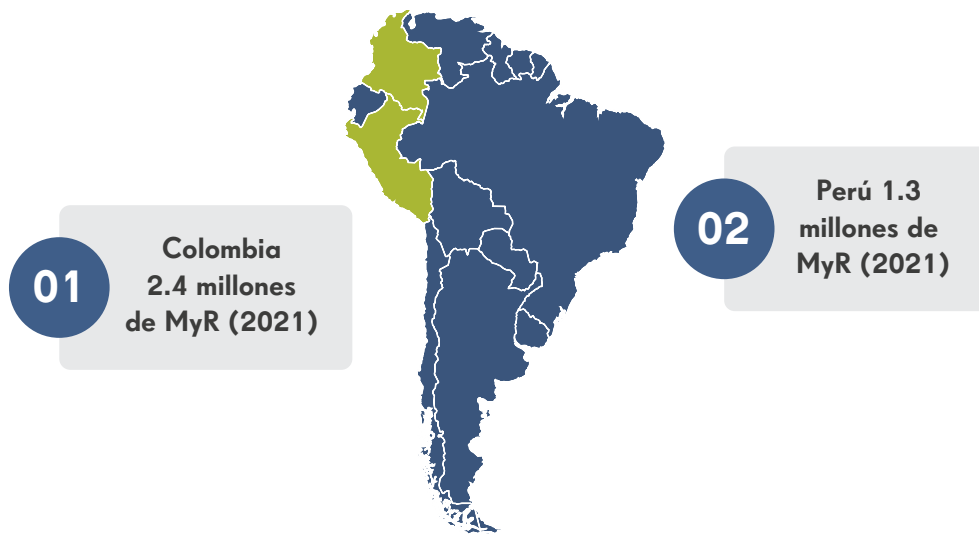 01
Colombia
2.4 millones
de MyR (2021)
02
Perú 1.3
millones de
MyR (2021)